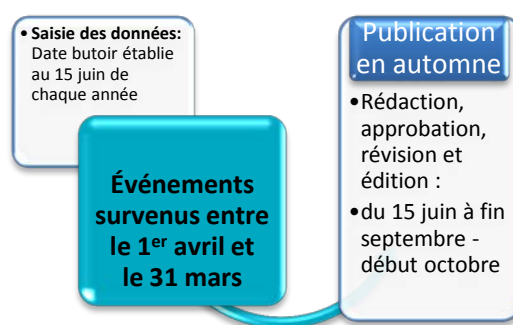 • Saisie des données:
Date butoir établie
au 15 juin de
chaque année
Événements
survenus entre
le 1er avril et
le 31 mars
Publication
en automne
•Rédaction,
approbation,
révision et
édition :
•du 15 juin à fin
septembre -
début octobre